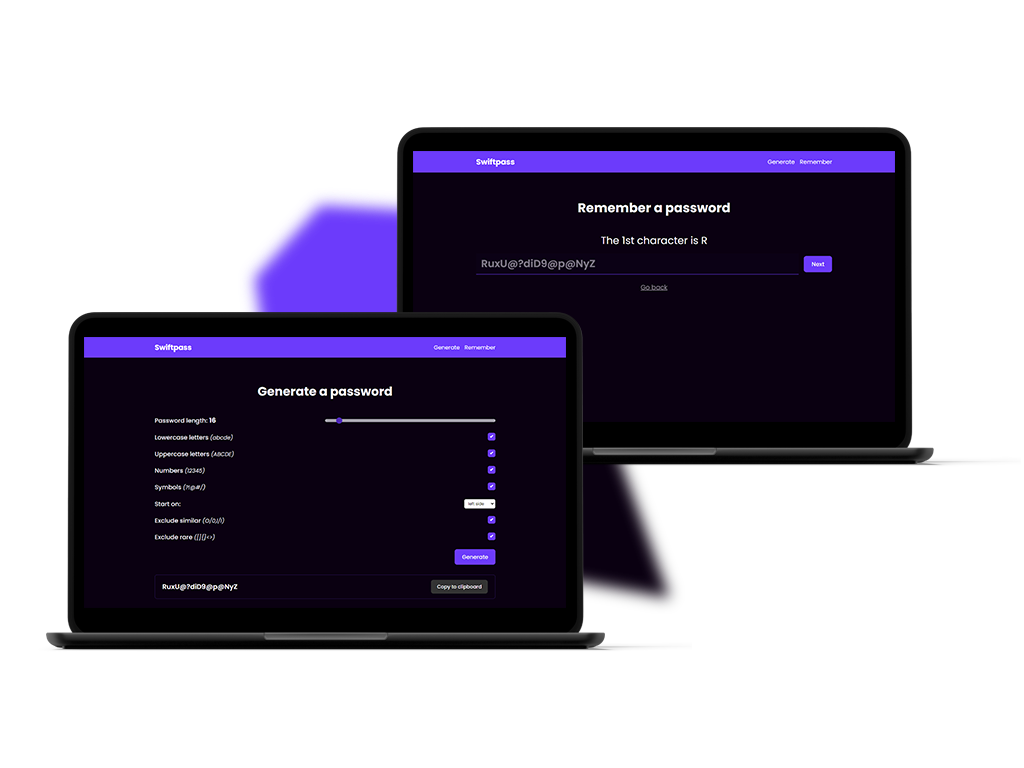 Swiftpass Generate Remember
Remember a password
The 1st character is R
RuxU@?diD9@p@NyZ Next
Go back
Swiftpass Generate Remember
Generate a password
Password length: 16
Lowercase letters (abcde)
Uppercase letters (ABCDE)
Numbers (12345)
Symbols (?!@#/)
Start on: left side
Exclude similar (O/0,I/l)
Exclude rare ([]{}<>)
Generate
RuxU@?diD9@p@NyZ Copy to clipboard